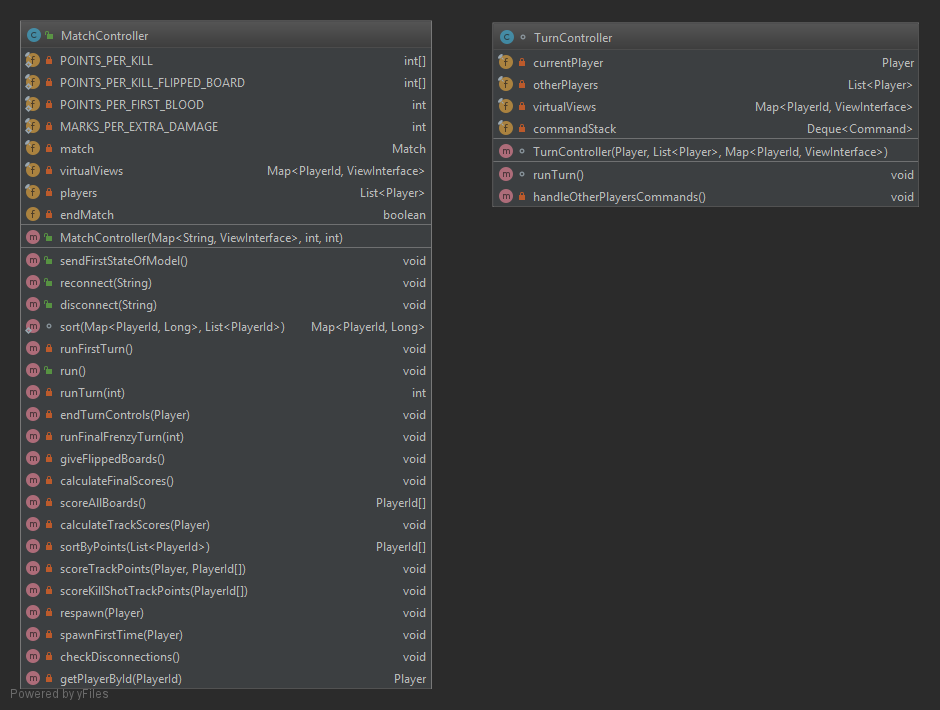 MatchController
POINTS_PER_KILL int[]
POINTS_PER_KILL_FLIPPED_BOARD int[]
POINTS_PER_FIRST_BLOOD int
MARKS_PER_EXTRA_DAMAGE int
match Match
virtualViews Map<PlayerId, ViewInterface>
players List<Player>
endMatch boolean
MatchController(Map<String, ViewInterface>, int, int)
sendFirstStateOfModel() void
reconnect(String) void
disconnect(String) void
sort(Map<PlayerId, Long>, List<PlayerId>) Map<PlayerId, Long>
runFirstTurn() void
run() void
runTurn(int) int
endTurnControls(Player) void
runFinalFrenzyTurn(int) void
giveFlippedBoards() void
calculateFinalScores() void
scoreAllBoards() PlayerId[]
calculateTrackScores(Player) void
sortByPoints(List<PlayerId>) PlayerId[]
scoreTrackPoints(Player, PlayerId[]) void
scoreKillShotTrackPoints(PlayerId[]) void
respawn(Player) void
spawnFirstTime(Player) void
checkDisconnections() void
getPlayerById(PlayerId) Player
TurnController
currentPlayer Player
otherPlayers List<Player>
virtualViews Map<PlayerId, ViewInterface>
commandStack Deque<Command>
TurnController(Player, List<Player>, Map<PlayerId, ViewInterface>)
runTurn() void
handleOtherPlayersCommands() void
Powered by yFiles